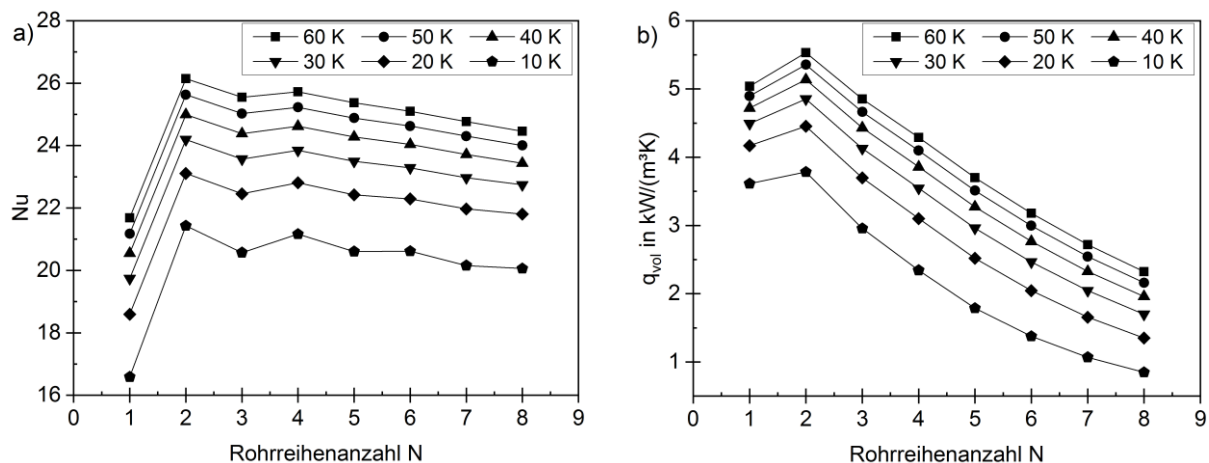 a)
60 K 50 K 40 K
30 K 20 K 10 K
28
26
24
22
20
18
16
Nu
0 1 2 3 4 5 6 7 8 9
Rohrreihenanzahl N
b)
60 K 50 K 40 K
30 K 20 K 10 K
6
5
4
3
2
1
qvol in kW/(m³K)
0 1 2 3 4 5 6 7 8 9
Rohrreihenanzahl N